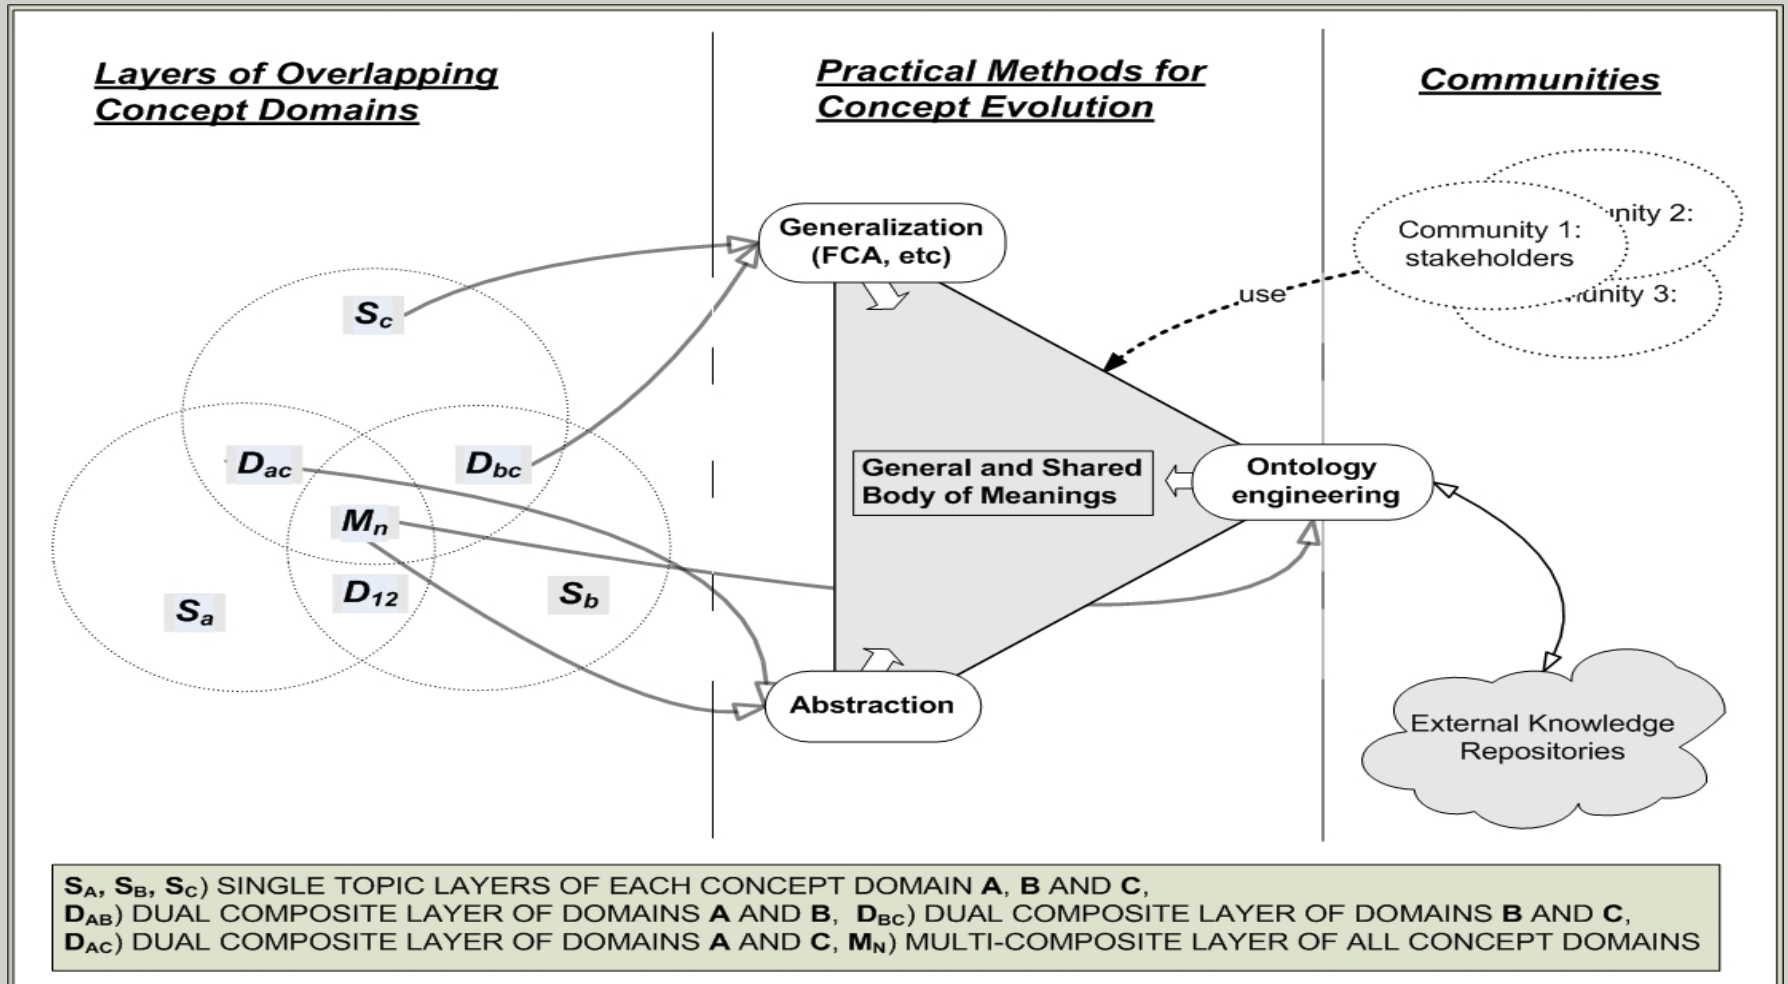 Layers of Overlapping
Concept Domains
Practical Methods for
Concept Evolution
Communities
Sc
Dac
Dbc
Mn
D12
Sa
Sb
Generalization
(FCA, etc)
General and Shared
Body of Meanings
Ontology
engineering
Abstraction
use
Community 1:
stakeholders
nity 2:
unity 3:
External Knowledge
Repositories
SA, SB, SC) SINGLE TOPIC LAYERS OF EACH CONCEPT DOMAIN A, B AND C,
DAB) DUAL COMPOSITE LAYER OF DOMAINS A AND B, DBC) DUAL COMPOSITE LAYER OF DOMAINS B AND C,
DAC) DUAL COMPOSITE LAYER OF DOMAINS A AND C, MN) MULTI-COMPOSITE LAYER OF ALL CONCEPT DOMAINS